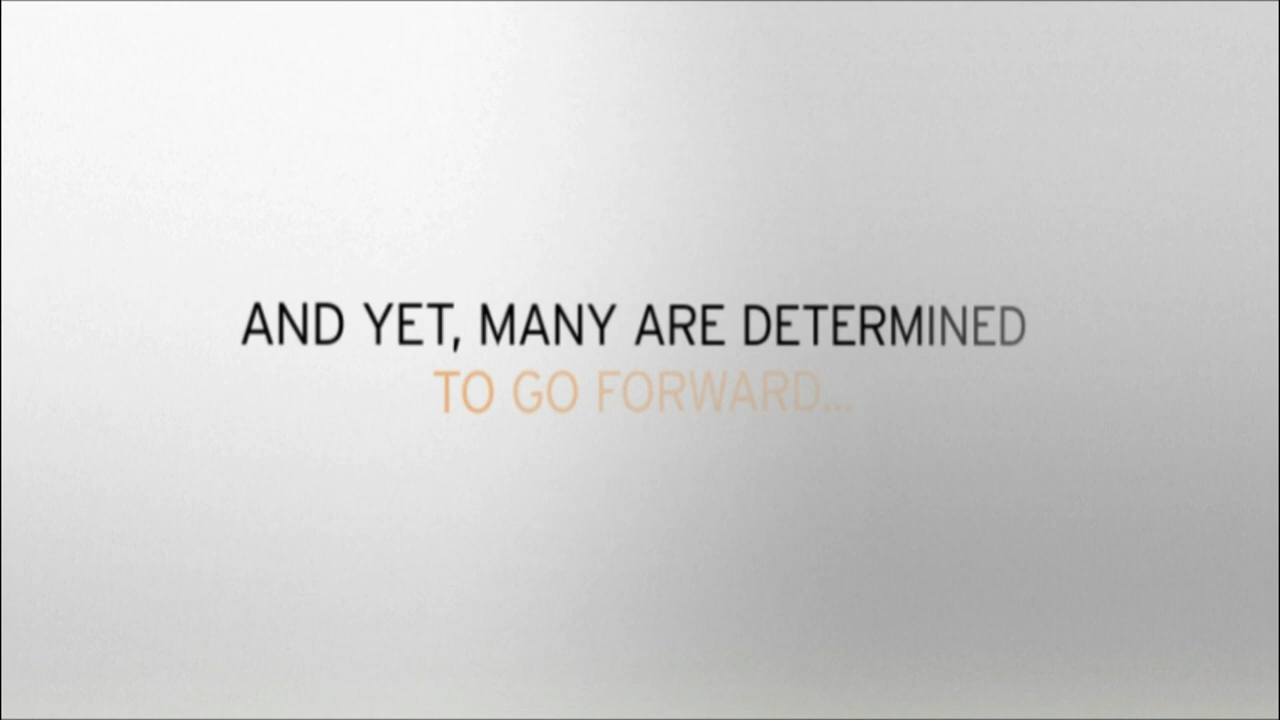 AND YET, MANY ARE DETERMINED
TO GO FORWARD...